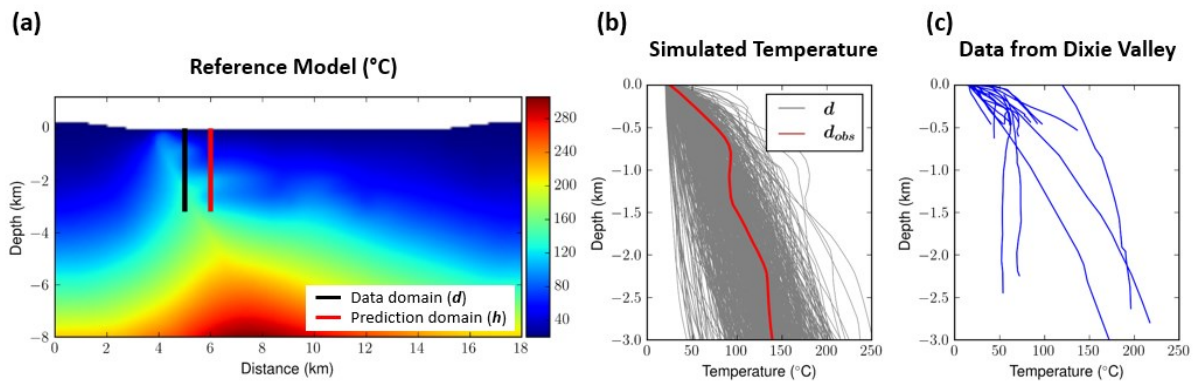 (a)
Reference Model (°C)
0
−2
−4
−6
−8
Depth (km)
0 2 4 6 8 10 12 14 16 18
Distance (km)
Data domain (d)
Prediction domain (h)
280
240
200
160
120
80
40
(b)
Simulated Temperature
0.0
−0.5
−1.0
−1.5
−2.0
−2.5
−3.0
Depth (km)
d
d_obs
0 50 100 150 200 250
Temperature (°C)
(c)
Data from Dixie Valley
0.0
−0.5
−1.0
−1.5
−2.0
−2.5
−3.0
Depth (km)
0 50 100 150 200 250
Temperature (°C)